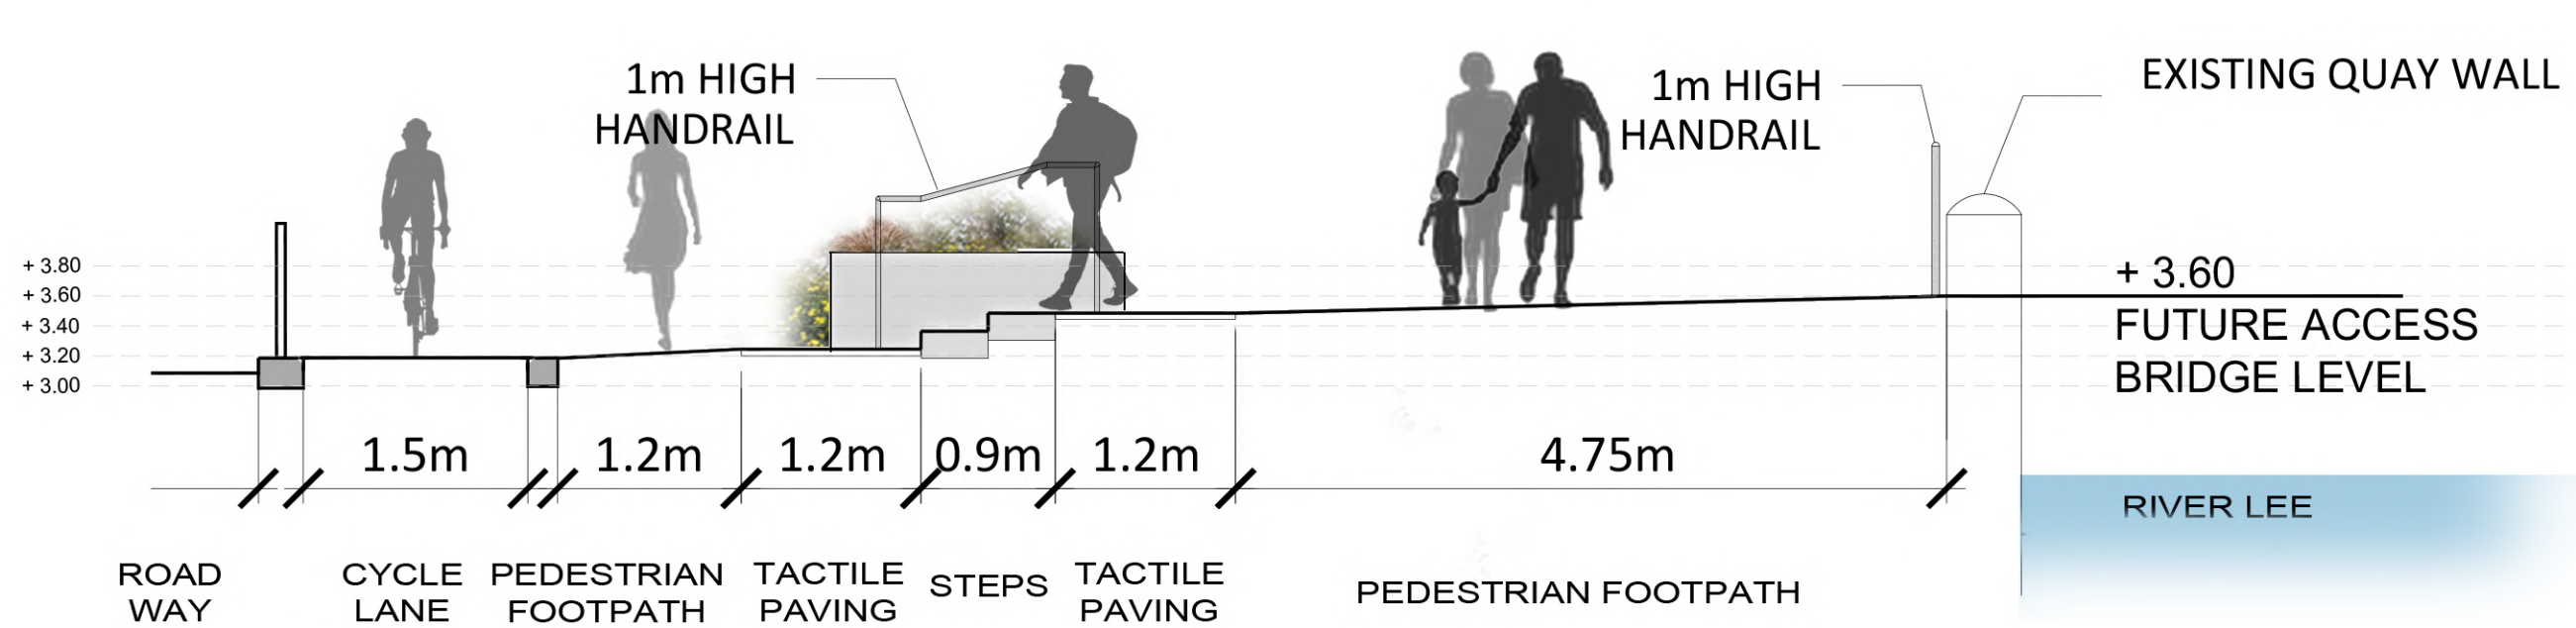 1m HIGH
HANDRAIL
1m HIGH
HANDRAIL
EXISTING QUAY WALL
+ 3.80
+ 3.60
+ 3.40
+ 3.20
+ 3.00
+ 3.60
FUTURE ACCESS
BRIDGE LEVEL
1.5m
1.2m
1.2m
0.9m
1.2m
4.75m
RIVER LEE
ROAD
WAY
CYCLE
LANE
PEDESTRIAN
FOOTPATH
TACTILE
PAVING
STEPS
TACTILE
PAVING
PEDESTRIAN FOOTPATH